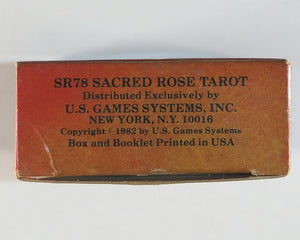 SR78 SACRED ROSE TAROT
Distributed Exclusively by
U.S. GAMES SYSTEMS, INC.
NEW YORK, N.Y. 10016
Copyright © 1982 by U.S. Games Systems
Box and Booklet Printed in USA